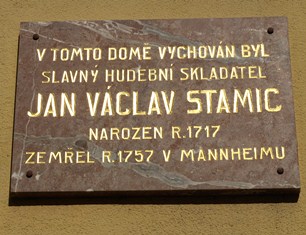 V TOMTO DOMĚ VYCHOVÁN BYL
SLAVNÝ HUDEBNÍ SKLADATEL
JAN VÁCLAV STAMIC
NAROZEN R.1717
ZEMŘEL R.1757 V MANNHEIMU